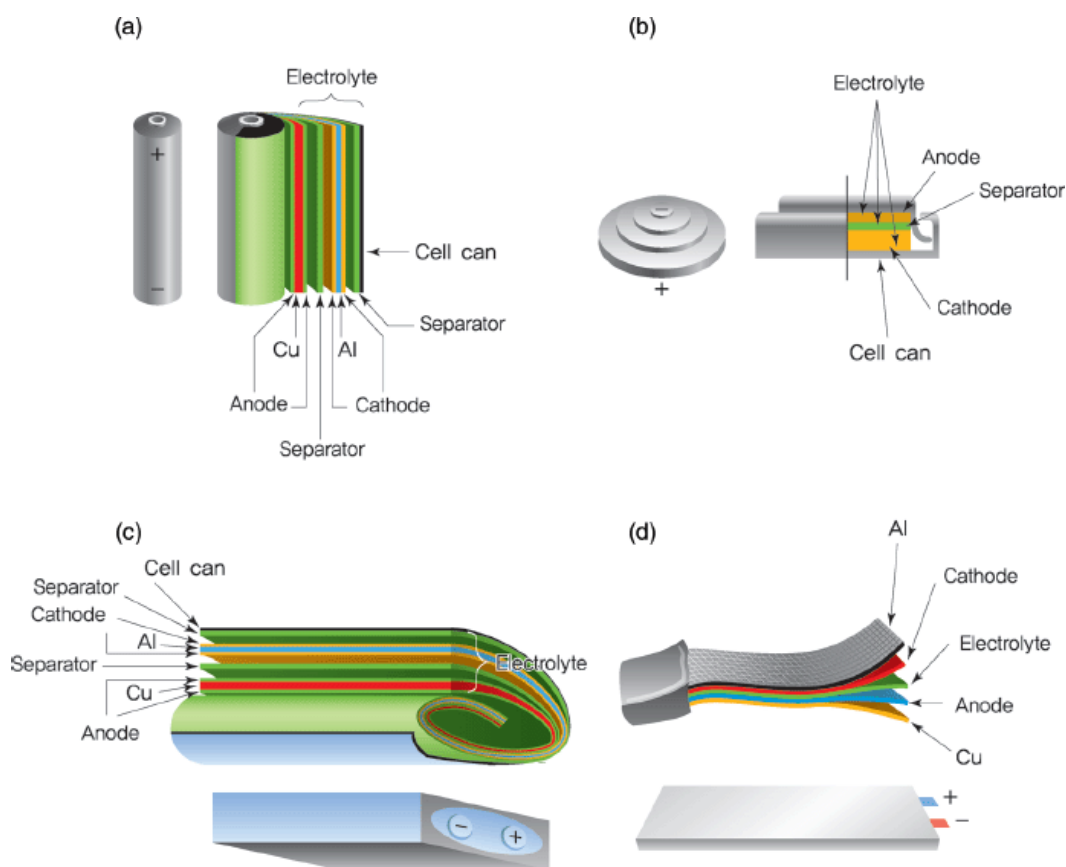 (a)
Electrolyte
+
−
Cell can
Separator
Cu
Al
Anode
Cathode
Separator
(b)
Electrolyte
Anode
Separator
−
+
Cathode
Cell can
(c)
Cell can
Separator
Cathode
Al
Electrolyte
Separator
Cu
Anode
−
+
(d)
Al
Cathode
Electrolyte
Anode
Cu
+
−